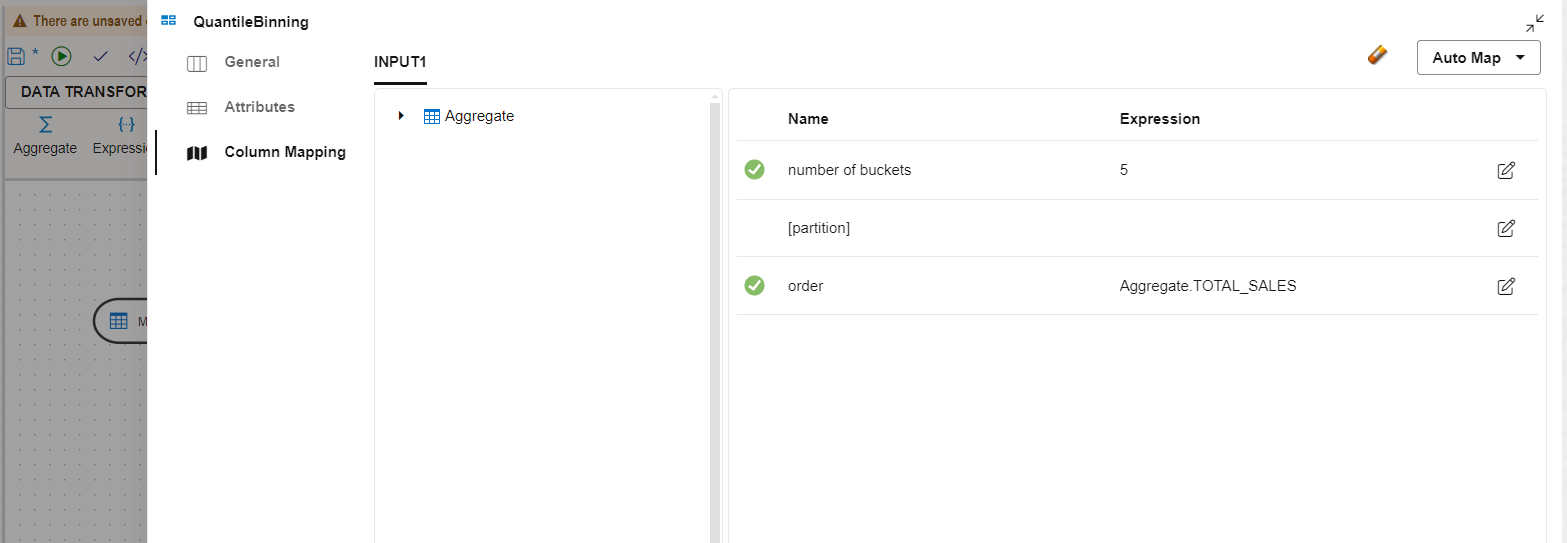 There are unsaved
QuantileBinning
*
</>
DATA TRANSFOR
Aggregate
Expressi
M
General
Attributes
Column Mapping
INPUT1
Auto Map
Aggregate
Name Expression
number of buckets 5
[partition]
order Aggregate.TOTAL_SALES